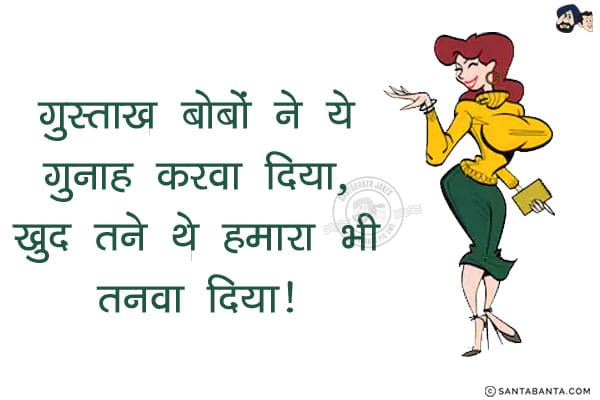 गुस्ताख बोबों ने ये
गुनाह करवा दिया,
खुद तने थे हमारा भी
तनवा दिया!
© SANTABANTA.COM